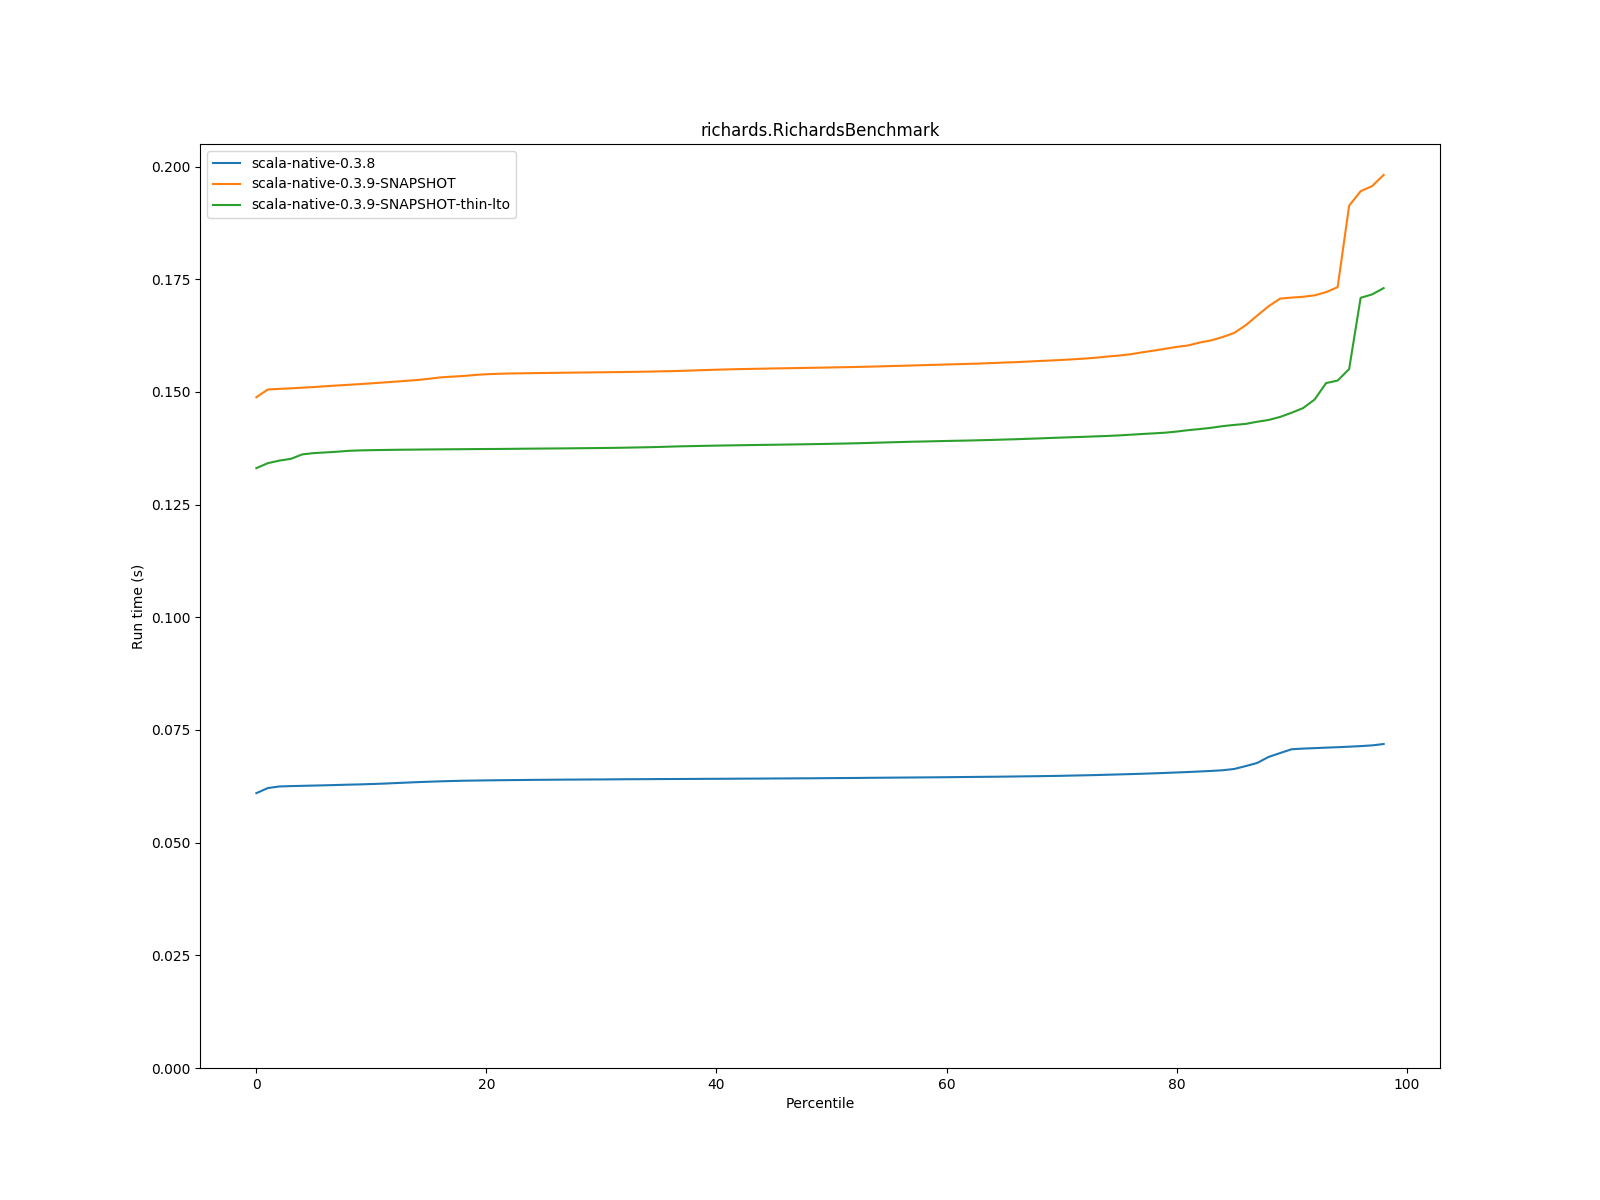 richards.RichardsBenchmark
scala-native-0.3.8
scala-native-0.3.9-SNAPSHOT
scala-native-0.3.9-SNAPSHOT-thin-lto
0.200
0.175
0.150
0.125
0.100
0.075
0.050
0.025
0.000
Run time (s)
0 20 40 60 80 100
Percentile